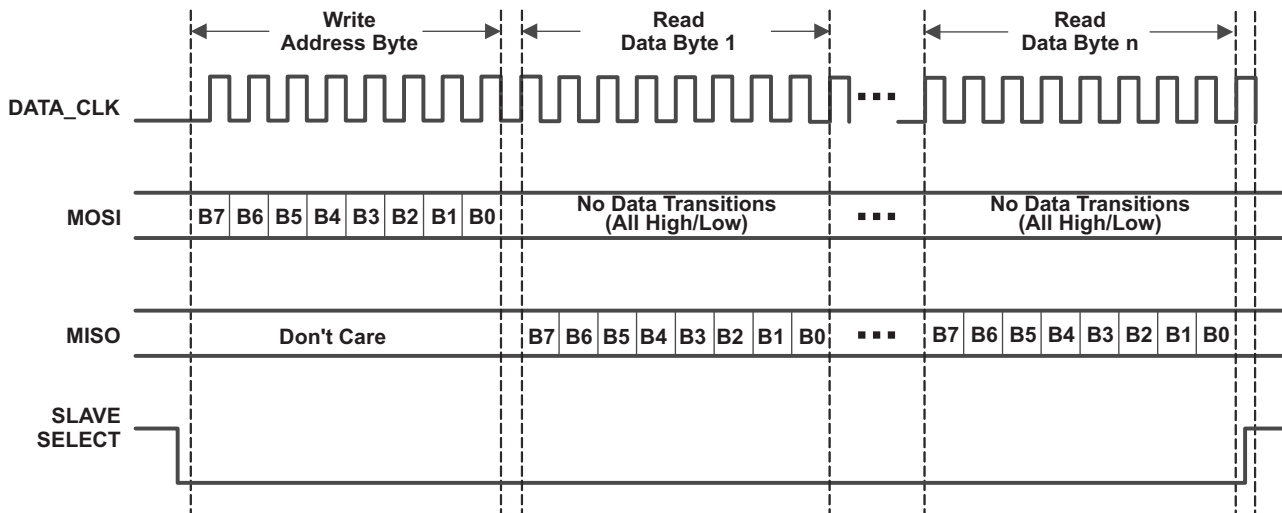 Write
Address Byte
Read
Data Byte 1
Read
Data Byte n
DATA_CLK
MOSI
B7 B6 B5 B4 B3 B2 B1 B0
No Data Transitions
(All High/Low)
No Data Transitions
(All High/Low)
MISO
Don't Care
B7 B6 B5 B4 B3 B2 B1 B0
B7 B6 B5 B4 B3 B2 B1 B0
SLAVE
SELECT